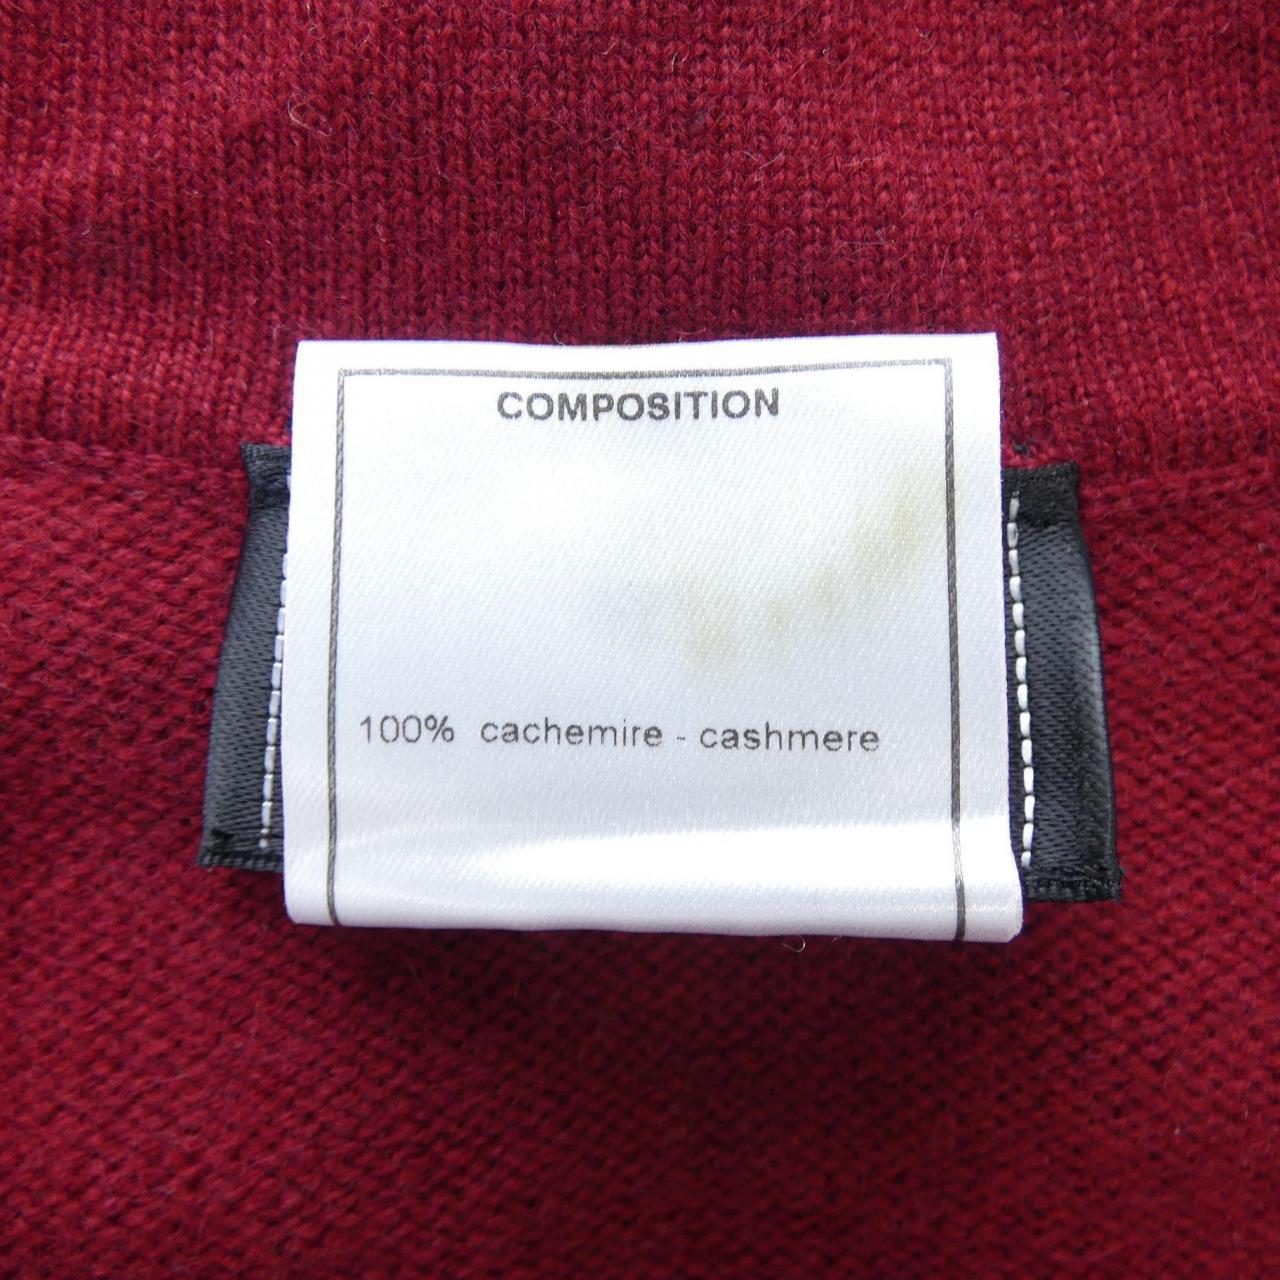 COMPOSITION
100% cachemire - cashmere